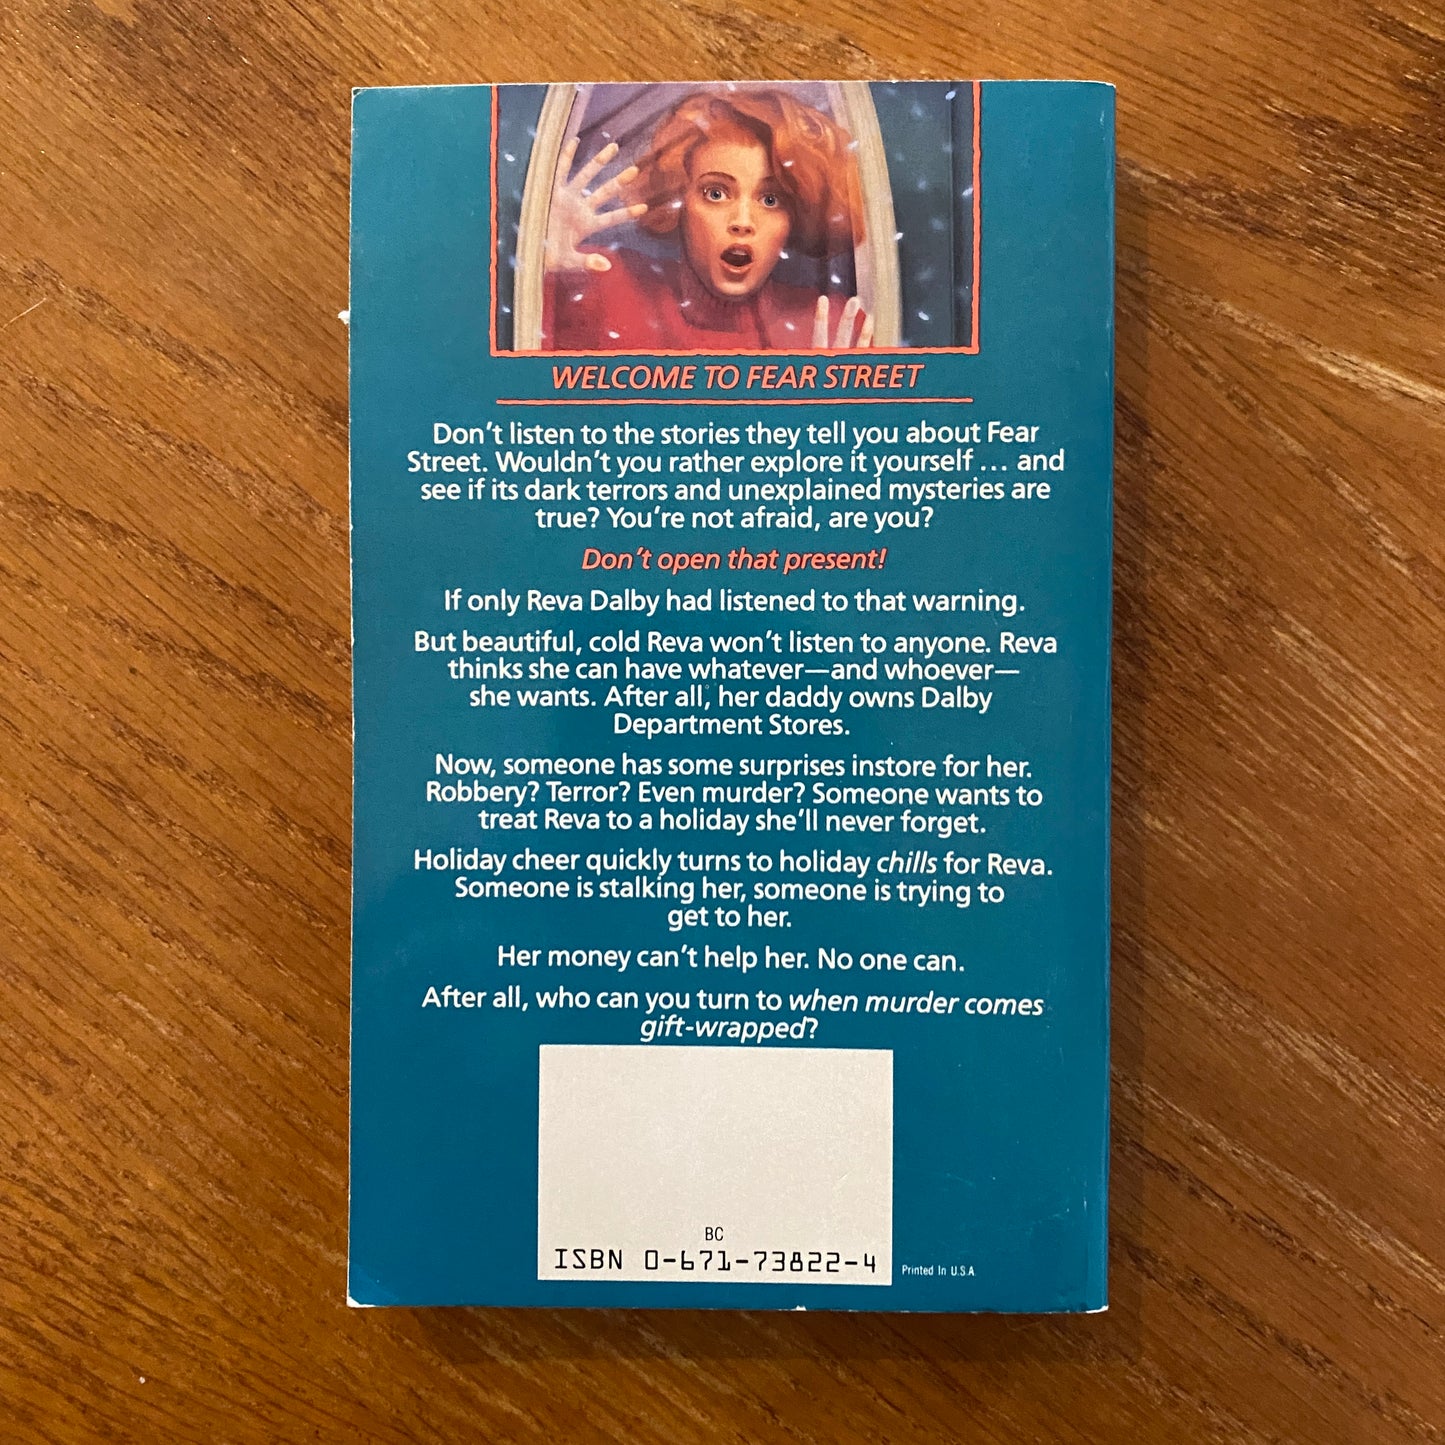 WELCOME TO FEAR STREET
Don't listen to the stories they tell you about Fear
Street. Wouldn't you rather explore it yourself ... and
see if its dark terrors and unexplained mysteries are
true? You're not afraid, are you?
Don't open that present!
If only Reva Dalby had listened to that warning.
But beautiful, cold Reva won't listen to anyone. Reva
thinks she can have whatever—and whoever—
she wants. After all, her daddy owns Dalby
Department Stores.
Now, someone has some surprises instore for her.
Robbery? Terror? Even murder? Someone wants to
treat Reva to a holiday she'll never forget.
Holiday cheer quickly turns to holiday chills for Reva.
Someone is stalking her, someone is trying to
get to her.
Her money can't help her. No one can.
After all, who can you turn to when murder comes
gift-wrapped?
BC
ISBN 0-671-73822-4
Printed In U.S.A.